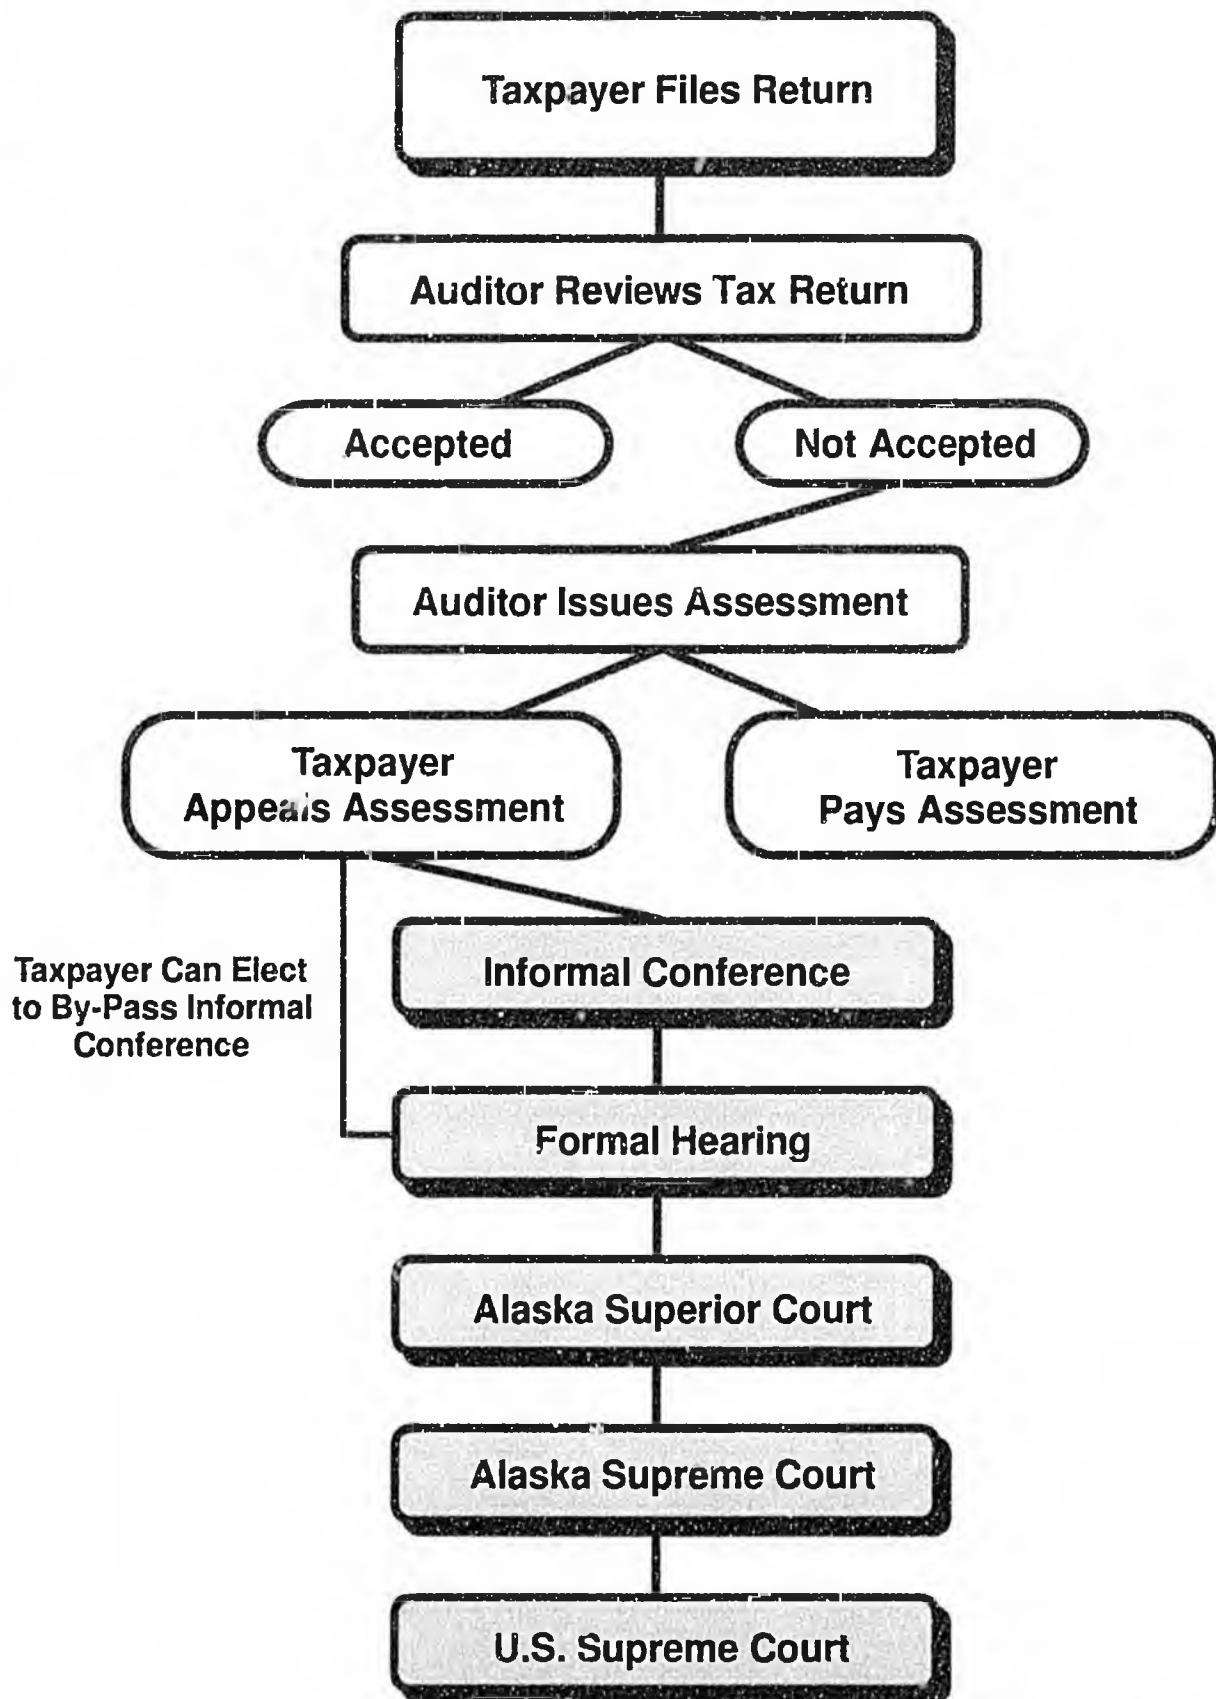 Taxpayer Files Return
Auditor Reviews Tax Return
Accepted
Not Accepted
Auditor Issues Assessment
Taxpayer
Appeals Assessment
Taxpayer
Pays Assessment
Taxpayer Can Elect
to By-Pass Informal
Conference
Informal Conference
Formal Hearing
Alaska Superior Court
Alaska Supreme Court
U.S. Supreme Court